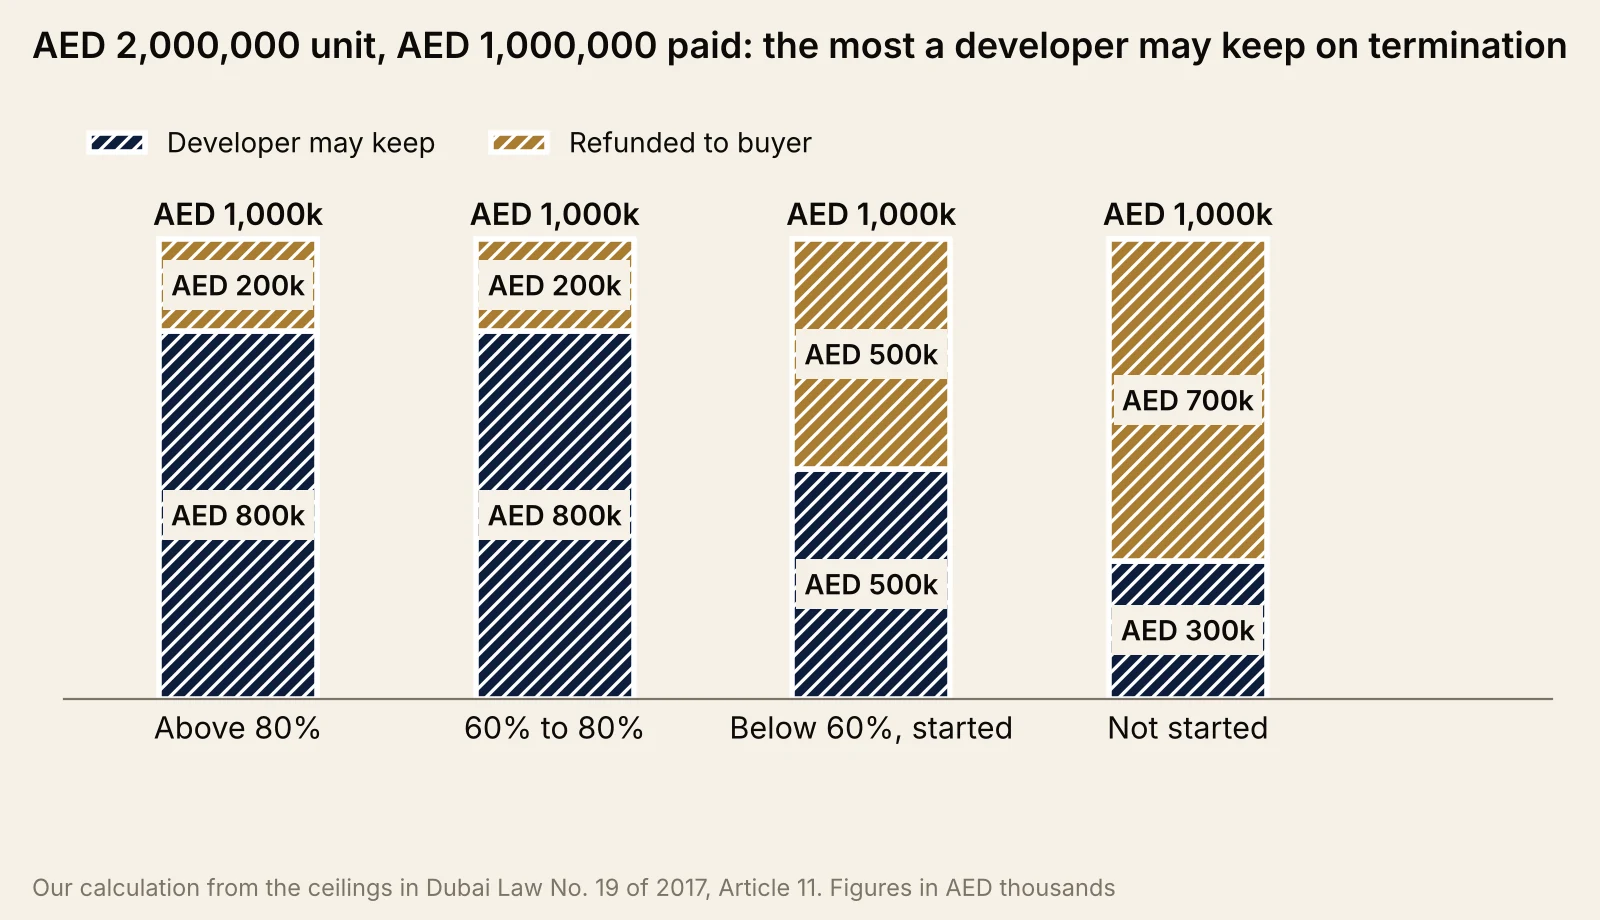 AED 2,000,000 unit, AED 1,000,000 paid: the most a developer may keep on termination
Developer may keep Refunded to buyer
AED 1,000k AED 1,000k AED 1,000k AED 1,000k
AED 200k AED 200k
AED 500k
AED 700k
AED 800k AED 800k
AED 500k
AED 300k
Above 80% 60% to 80% Below 60%, started Not started
Our calculation from the ceilings in Dubai Law No. 19 of 2017, Article 11. Figures in AED thousands